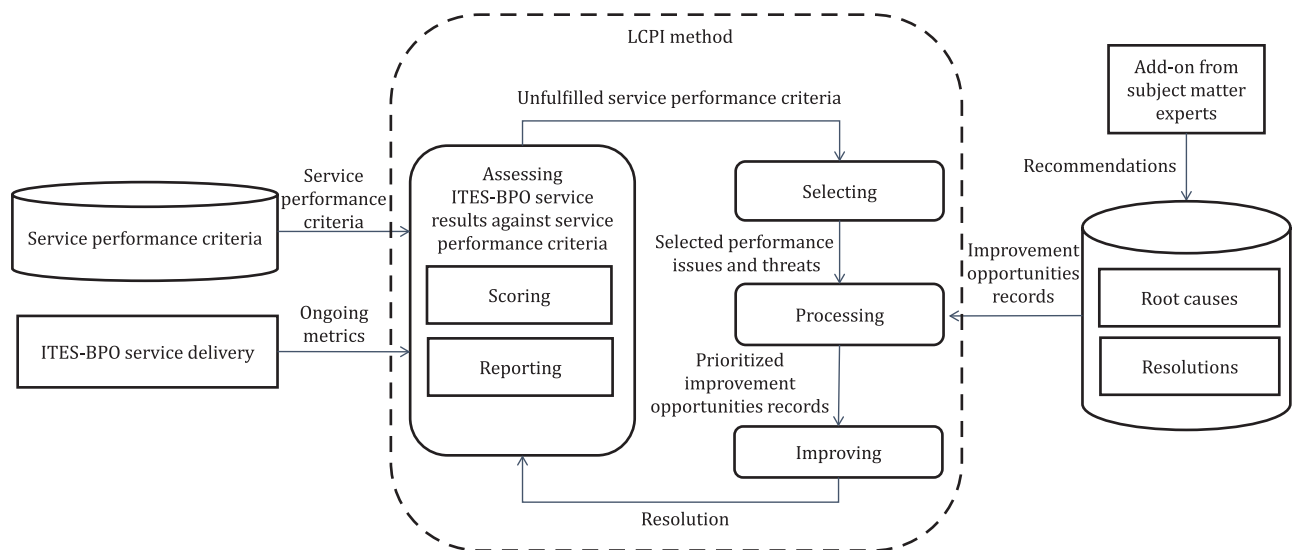 LCPI method
Unfulfilled service performance criteria
Add-on from
subject matter
experts
Recommendations
Service
performance
criteria
Service performance criteria
Assessing
ITES-BPO service
results against service
performance criteria
Scoring
Reporting
Selecting
Selected performance
issues and threats
Processing
Improvement
opportunities
records
Root causes
Resolutions
Ongoing
metrics
ITES-BPO service delivery
Prioritized
improvement
opportunities records
Improving
Resolution